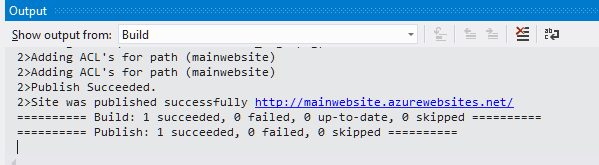 Output
Show output from: Build
2>Adding ACL's for path (mainwebsite)
2>Adding ACL's for path (mainwebsite)
2>Publish Succeeded.
2>Site was published successfully http://mainwebsite.azurewebsites.net/
========== Build: 1 succeeded, 0 failed, 0 up-to-date, 0 skipped ==========
========== Publish: 1 succeeded, 0 failed, 0 skipped ==========